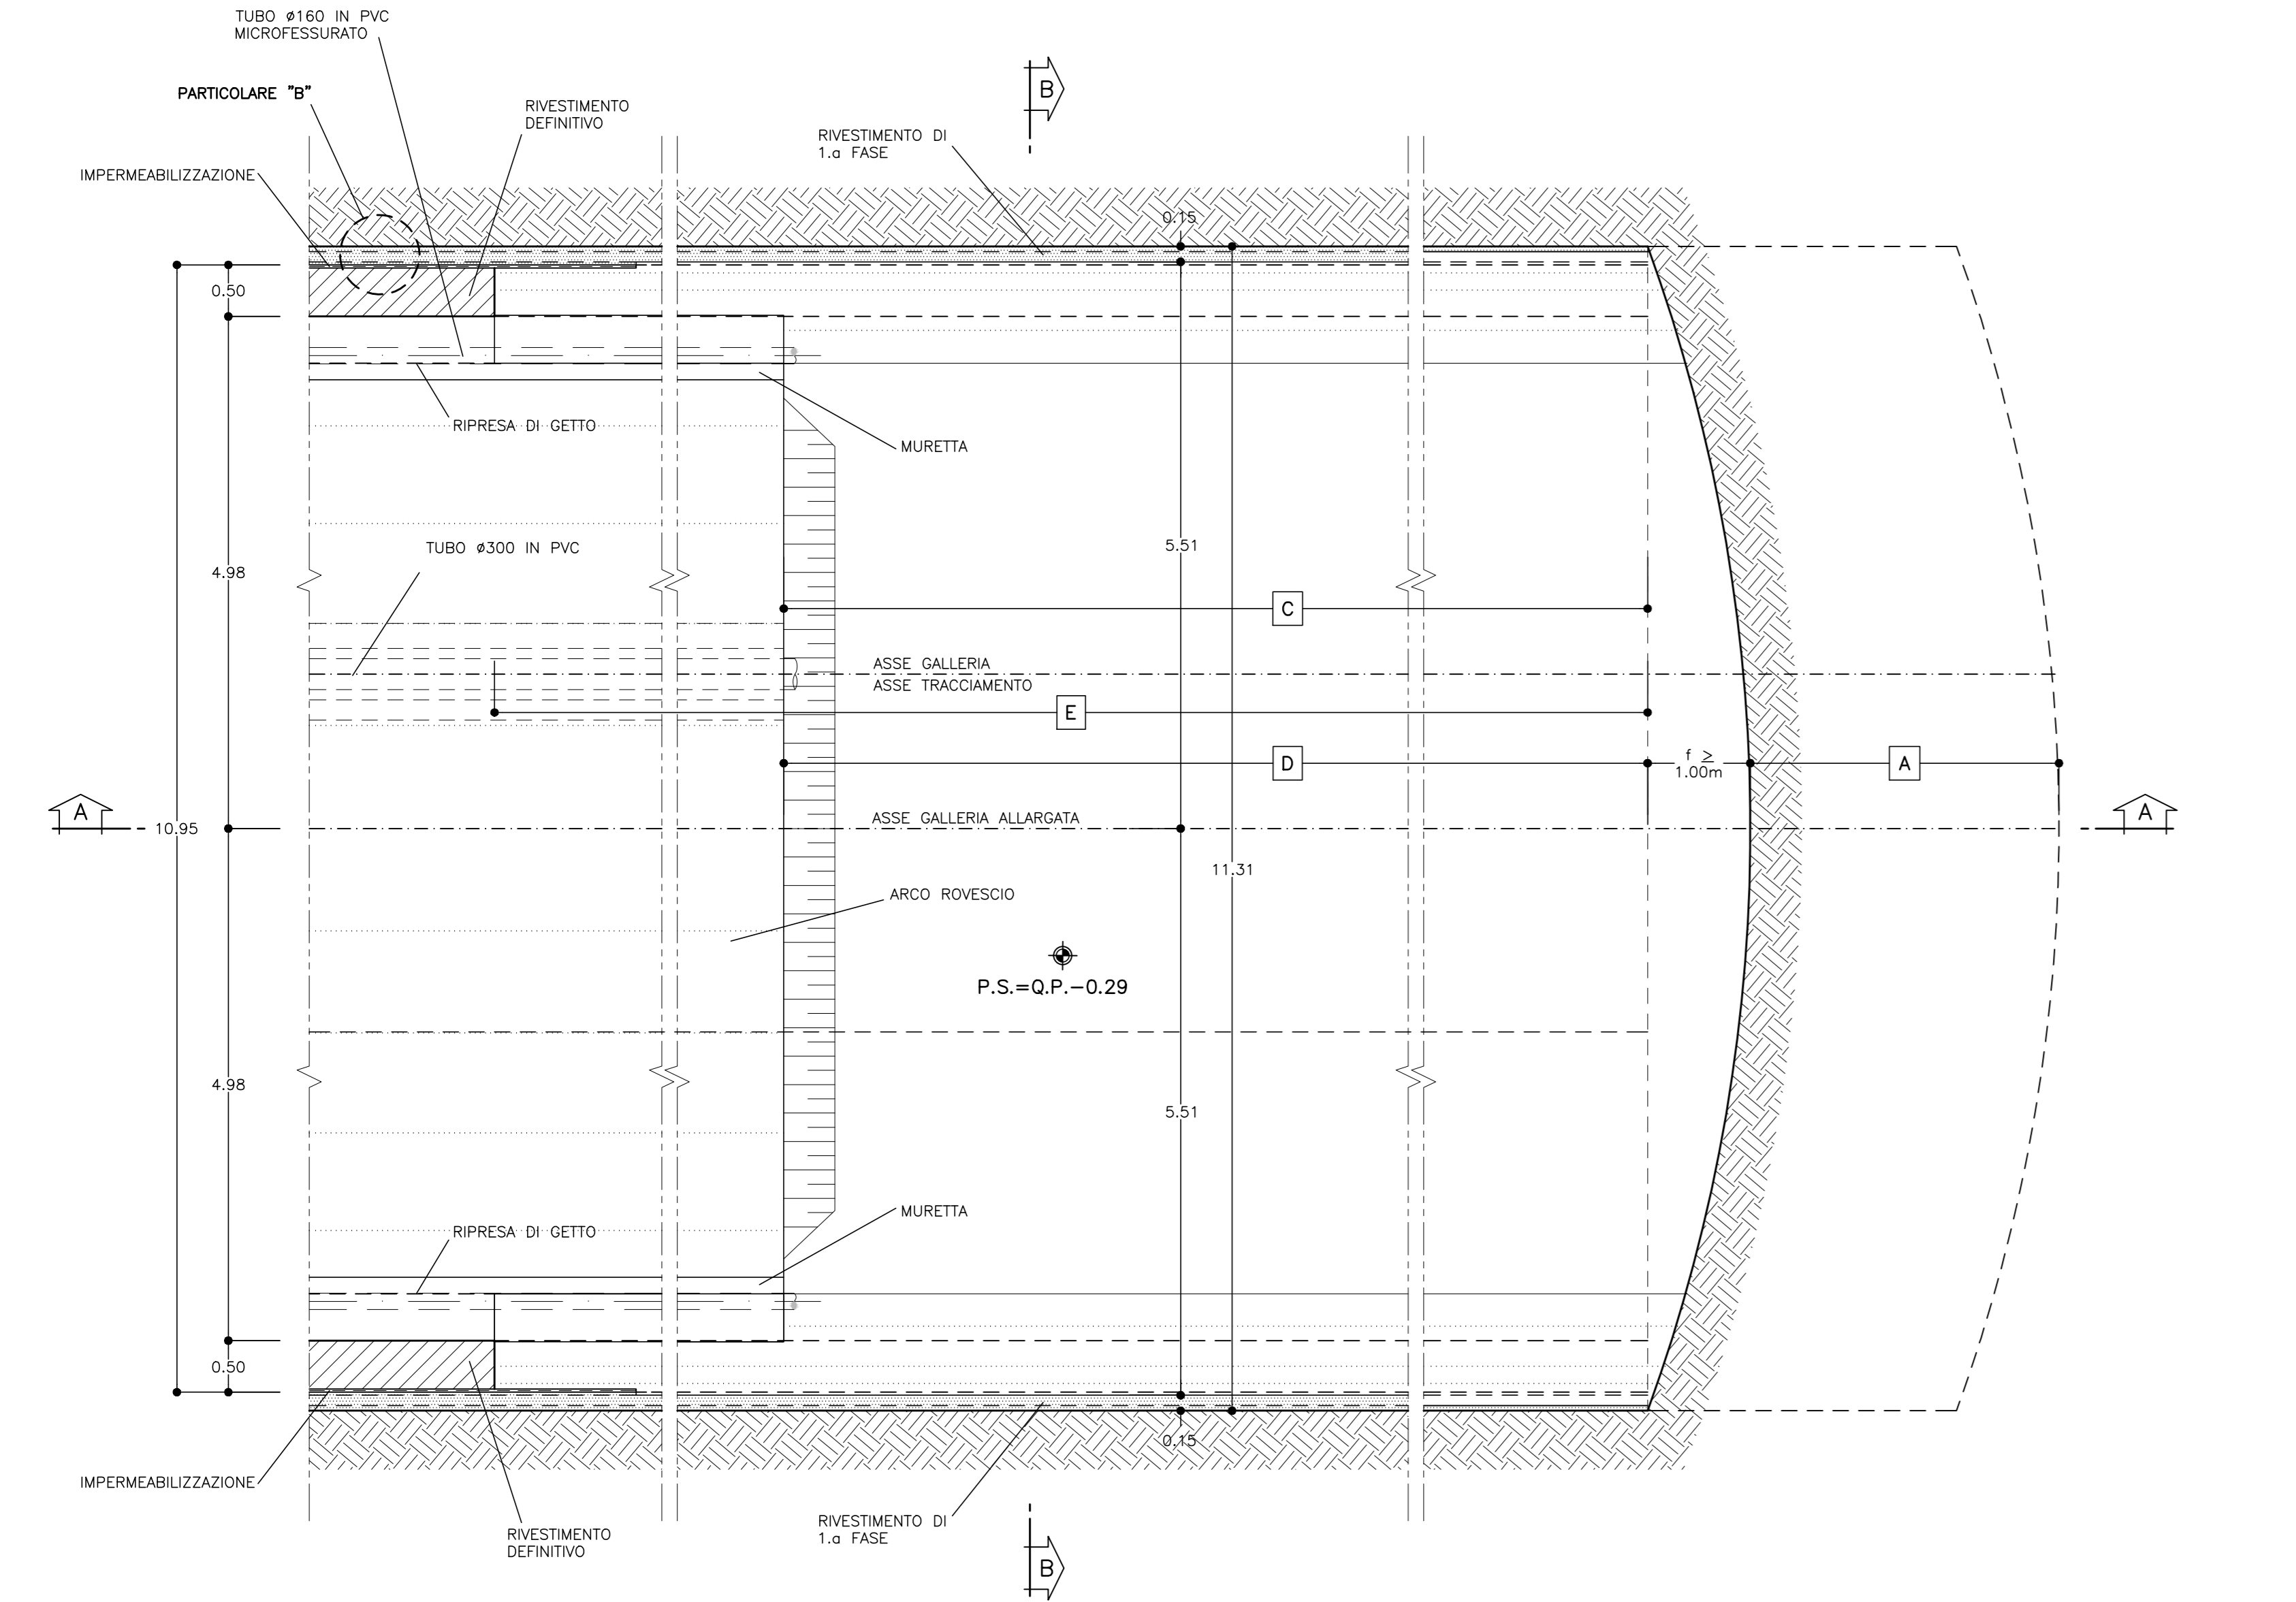 TUBO ø160 IN PVC
MICROFESSURATO
PARTICOLARE "B"
RIVESTIMENTO
DEFINITIVO
B
RIVESTIMENTO DI
1.a FASE
IMPERMEABILIZZAZIONE
0.15
0.50
RIPRESA DI GETTO
MURETTA
TUBO ø300 IN PVC
5.51
4.98
C
ASSE GALLERIA
ASSE TRACCIAMENTO
E
D
f ≥
1.00m
A
A
10.95
ASSE GALLERIA ALLARGATA
A
11.31
ARCO ROVESCIO
P.S.=Q.P.-0.29
4.98
5.51
MURETTA
RIPRESA DI GETTO
0.50
0.15
IMPERMEABILIZZAZIONE
RIVESTIMENTO
DEFINITIVO
RIVESTIMENTO DI
1.a FASE
B